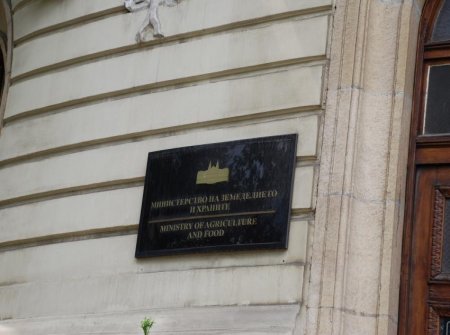 МИНИСТЕРСТВО НА ЗЕМЕДЕЛИЕТО
И ХРАНИТЕ
MINISTRY OF AGRICULTURE
AND FOOD